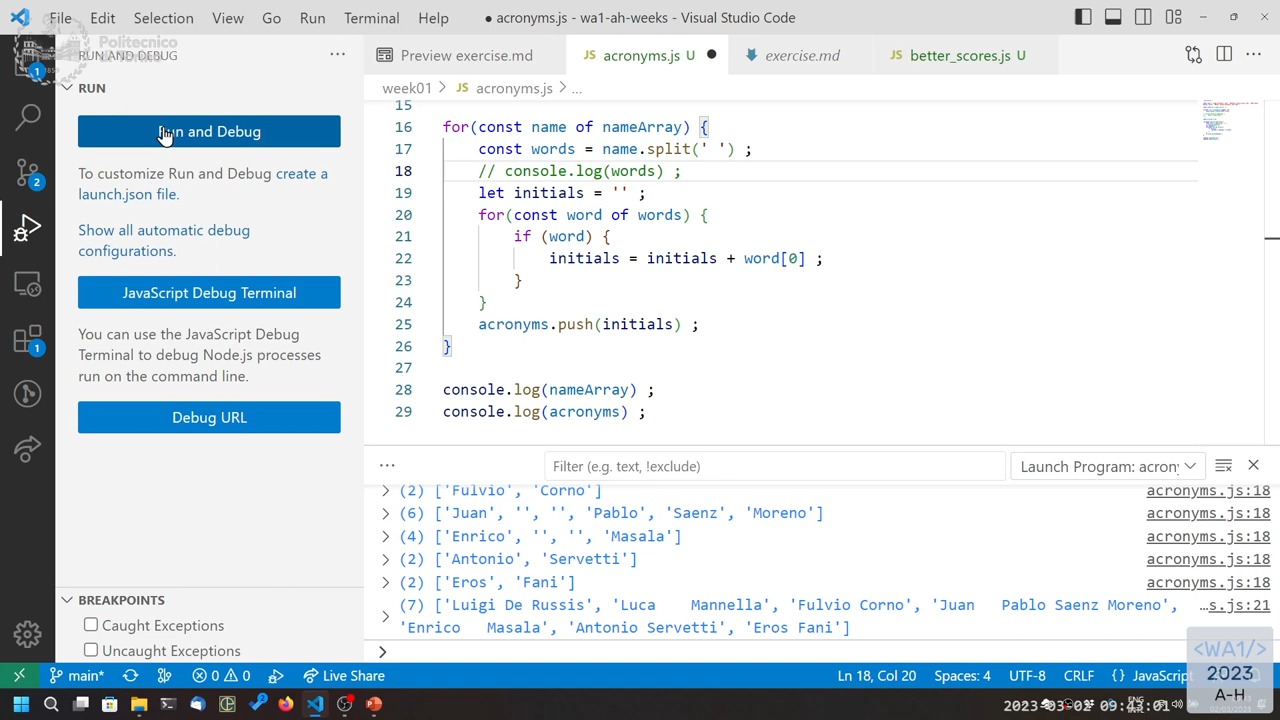 File Edit Selection View Go Run Terminal Help ● acronyms.js - wa1-ah-weeks - Visual Studio Code
Politecnico
RUN AND DEBUG ···
Preview exercise.md JS acronyms.js U exercise.md JS better_scores.js U ···
week01 > JS acronyms.js > ...
RUN
Run and Debug
To customize Run and Debug create a
launch.json file.
Show all automatic debug
configurations.
JavaScript Debug Terminal
You can use the JavaScript Debug
Terminal to debug Node.js processes
run on the command line.
Debug URL
BREAKPOINTS
Caught Exceptions
Uncaught Exceptions
1
2
1
15
16 for(const name of nameArray) {
17 const words = name.split(' ') ;
18 // console.log(words) ;
19 let initials = '' ;
20 for(const word of words) {
21 if (word) {
22 initials = initials + word[0] ;
23 }
24 }
25 acronyms.push(initials) ;
26 }
27
28 console.log(nameArray) ;
29 console.log(acronyms) ;
··· Filter (e.g. text, !exclude) Launch Program: acrony
> (2) ['Fulvio', 'Corno'] acronyms.js:18
> (6) ['Juan', '', '', 'Pablo', 'Saenz', 'Moreno'] acronyms.js:18
> (4) ['Enrico', '', '', 'Masala'] acronyms.js:18
> (2) ['Antonio', 'Servetti'] acronyms.js:18
> (2) ['Eros', 'Fani'] acronyms.js:18
> (7) ['Luigi De Russis', 'Luca    Mannella', 'Fulvio Corno', 'Juan   Pablo Saenz Moreno', …s.js:21
'Enrico   Masala', 'Antonio Servetti', 'Eros Fani']
>
main* 0 0 Live Share Ln 18, Col 20 Spaces: 4 UTF-8 CRLF {} JavaScript
<WA1/>
2023
A-H
ENG